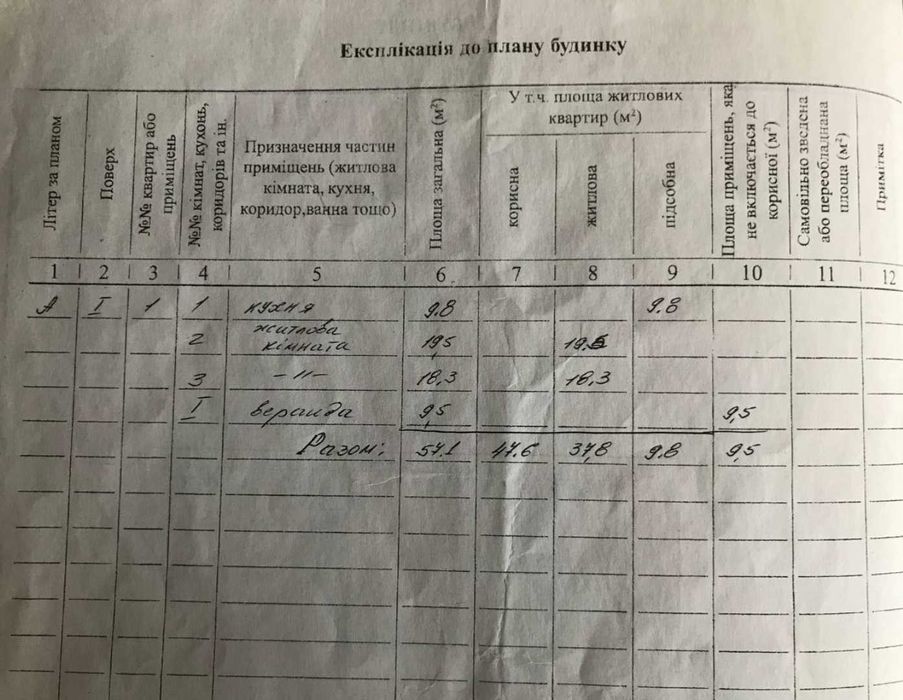 Експлікація до плану будинку
Літер за планом
Поверх
№№ квартир або приміщень
№№ кімнат, кухонь, коридорів та ін.
Призначення частин приміщень (житлова кімната, кухня, коридор,ванна тощо)
Площа загальна (м²)
У т.ч. площа житлових квартир (м²)
корисна
житлова
підсобна
Площа приміщень, яка не включається до корисної (м²)
Самовільно зведена або переобладнана площа (м²)
Примітка
1 2 3 4 5 6 7 8 9 10 11 12
А І 1 1 кухня 9.8 9.8
2 житлова кімната 19,5 19.5
3 –"– 18,3 18,3
І веранда 9,5 9,5
Разом: 57.1 47.6 37,8 9.8 9,5